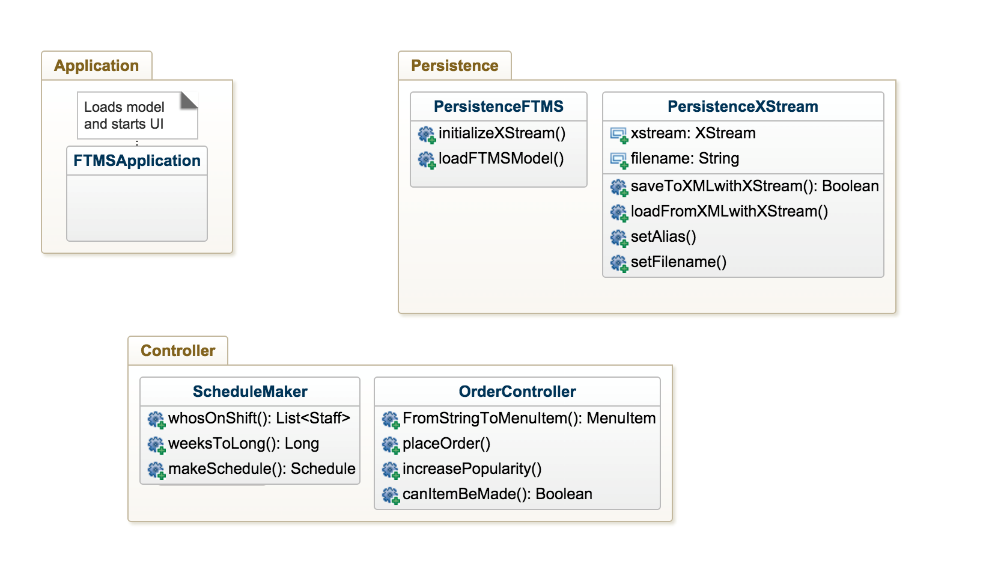 Application
Loads model
and starts UI
FTMSApplication
Persistence
PersistenceFTMS
initializeXStream()
loadFTMSModel()
PersistenceXStream
xstream: XStream
filename: String
saveToXMLwithXStream(): Boolean
loadFromXMLwithXStream()
setAlias()
setFilename()
Controller
ScheduleMaker
whosOnShift(): List<Staff>
weeksToLong(): Long
makeSchedule(): Schedule
OrderController
FromStringToMenuItem(): MenuItem
placeOrder()
increasePopularity()
canItemBeMade(): Boolean